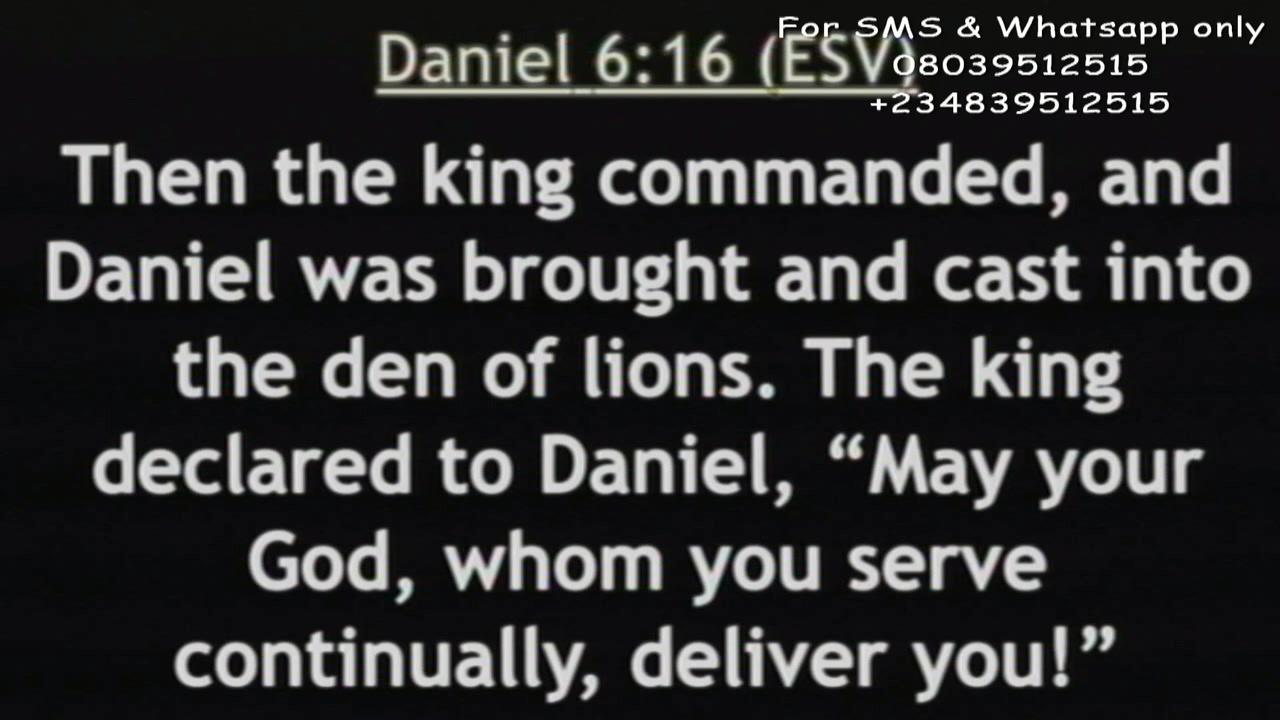 For SMS & Whatsapp only
Daniel 6:16 (ESV)
08039512515
+234839512515
Then the king commanded, and
Daniel was brought and cast into
the den of lions. The king
declared to Daniel, “May your
God, whom you serve
continually, deliver you!”